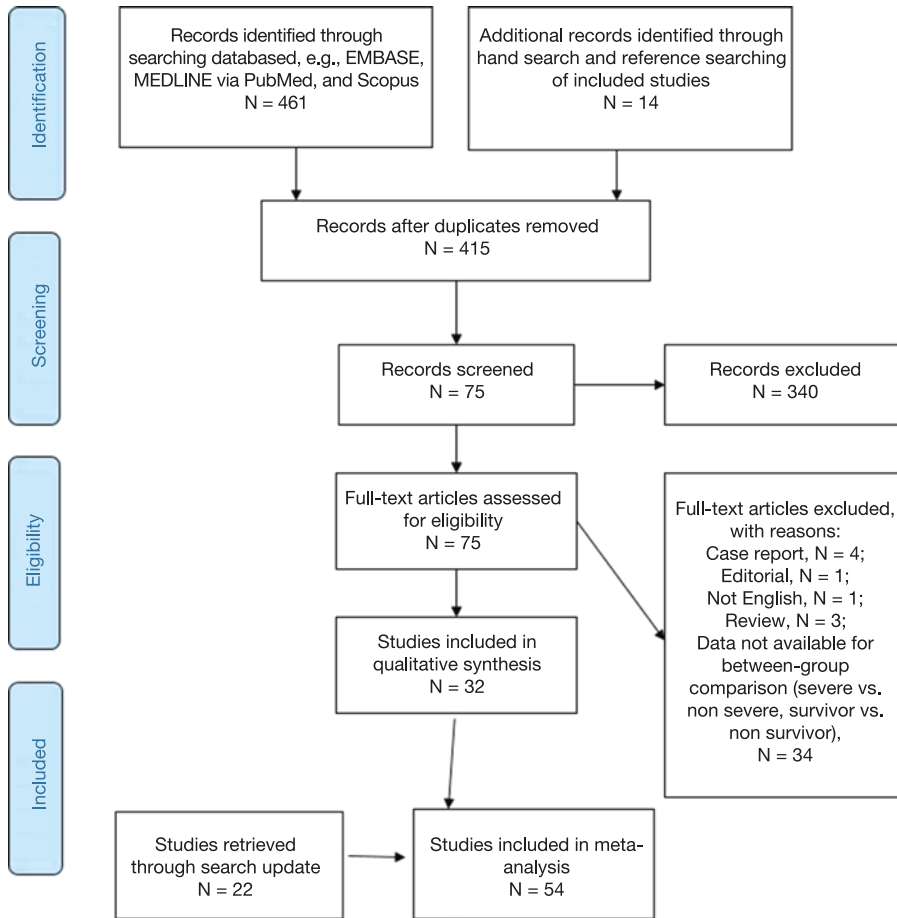 Identification
Records identified through
searching databased, e.g., EMBASE,
MEDLINE via PubMed, and Scopus
N = 461
Additional records identified through
hand search and reference searching
of included studies
N = 14
Records after duplicates removed
N = 415
Screening
Records screened
N = 75
Records excluded
N = 340
Eligibility
Full-text articles assessed
for eligibility
N = 75
Full-text articles excluded,
with reasons:
Case report, N = 4;
Editorial, N = 1;
Not English, N = 1;
Review, N = 3;
Data not available for
between-group
comparison (severe vs.
non severe, survivor vs.
non survivor),
N = 34
Studies included in
qualitative synthesis
N = 32
Included
Studies retrieved
through search update
N = 22
Studies included in meta-
analysis
N = 54